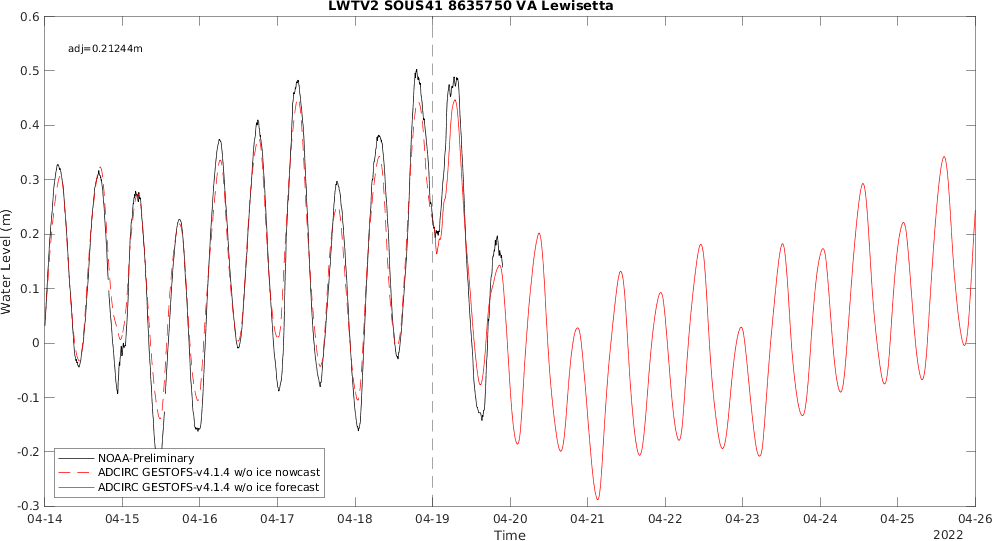 LWTV2 SOUS41 8635750 VA Lewisetta
adj=0.21244m
Water Level (m)
0.6
0.5
0.4
0.3
0.2
0.1
0
-0.1
-0.2
-0.3
NOAA-Preliminary
ADCIRC GESTOFS-v4.1.4 w/o ice nowcast
ADCIRC GESTOFS-v4.1.4 w/o ice forecast
04-14 04-15 04-16 04-17 04-18 04-19 04-20 04-21 04-22 04-23 04-24 04-25 04-26
Time
2022